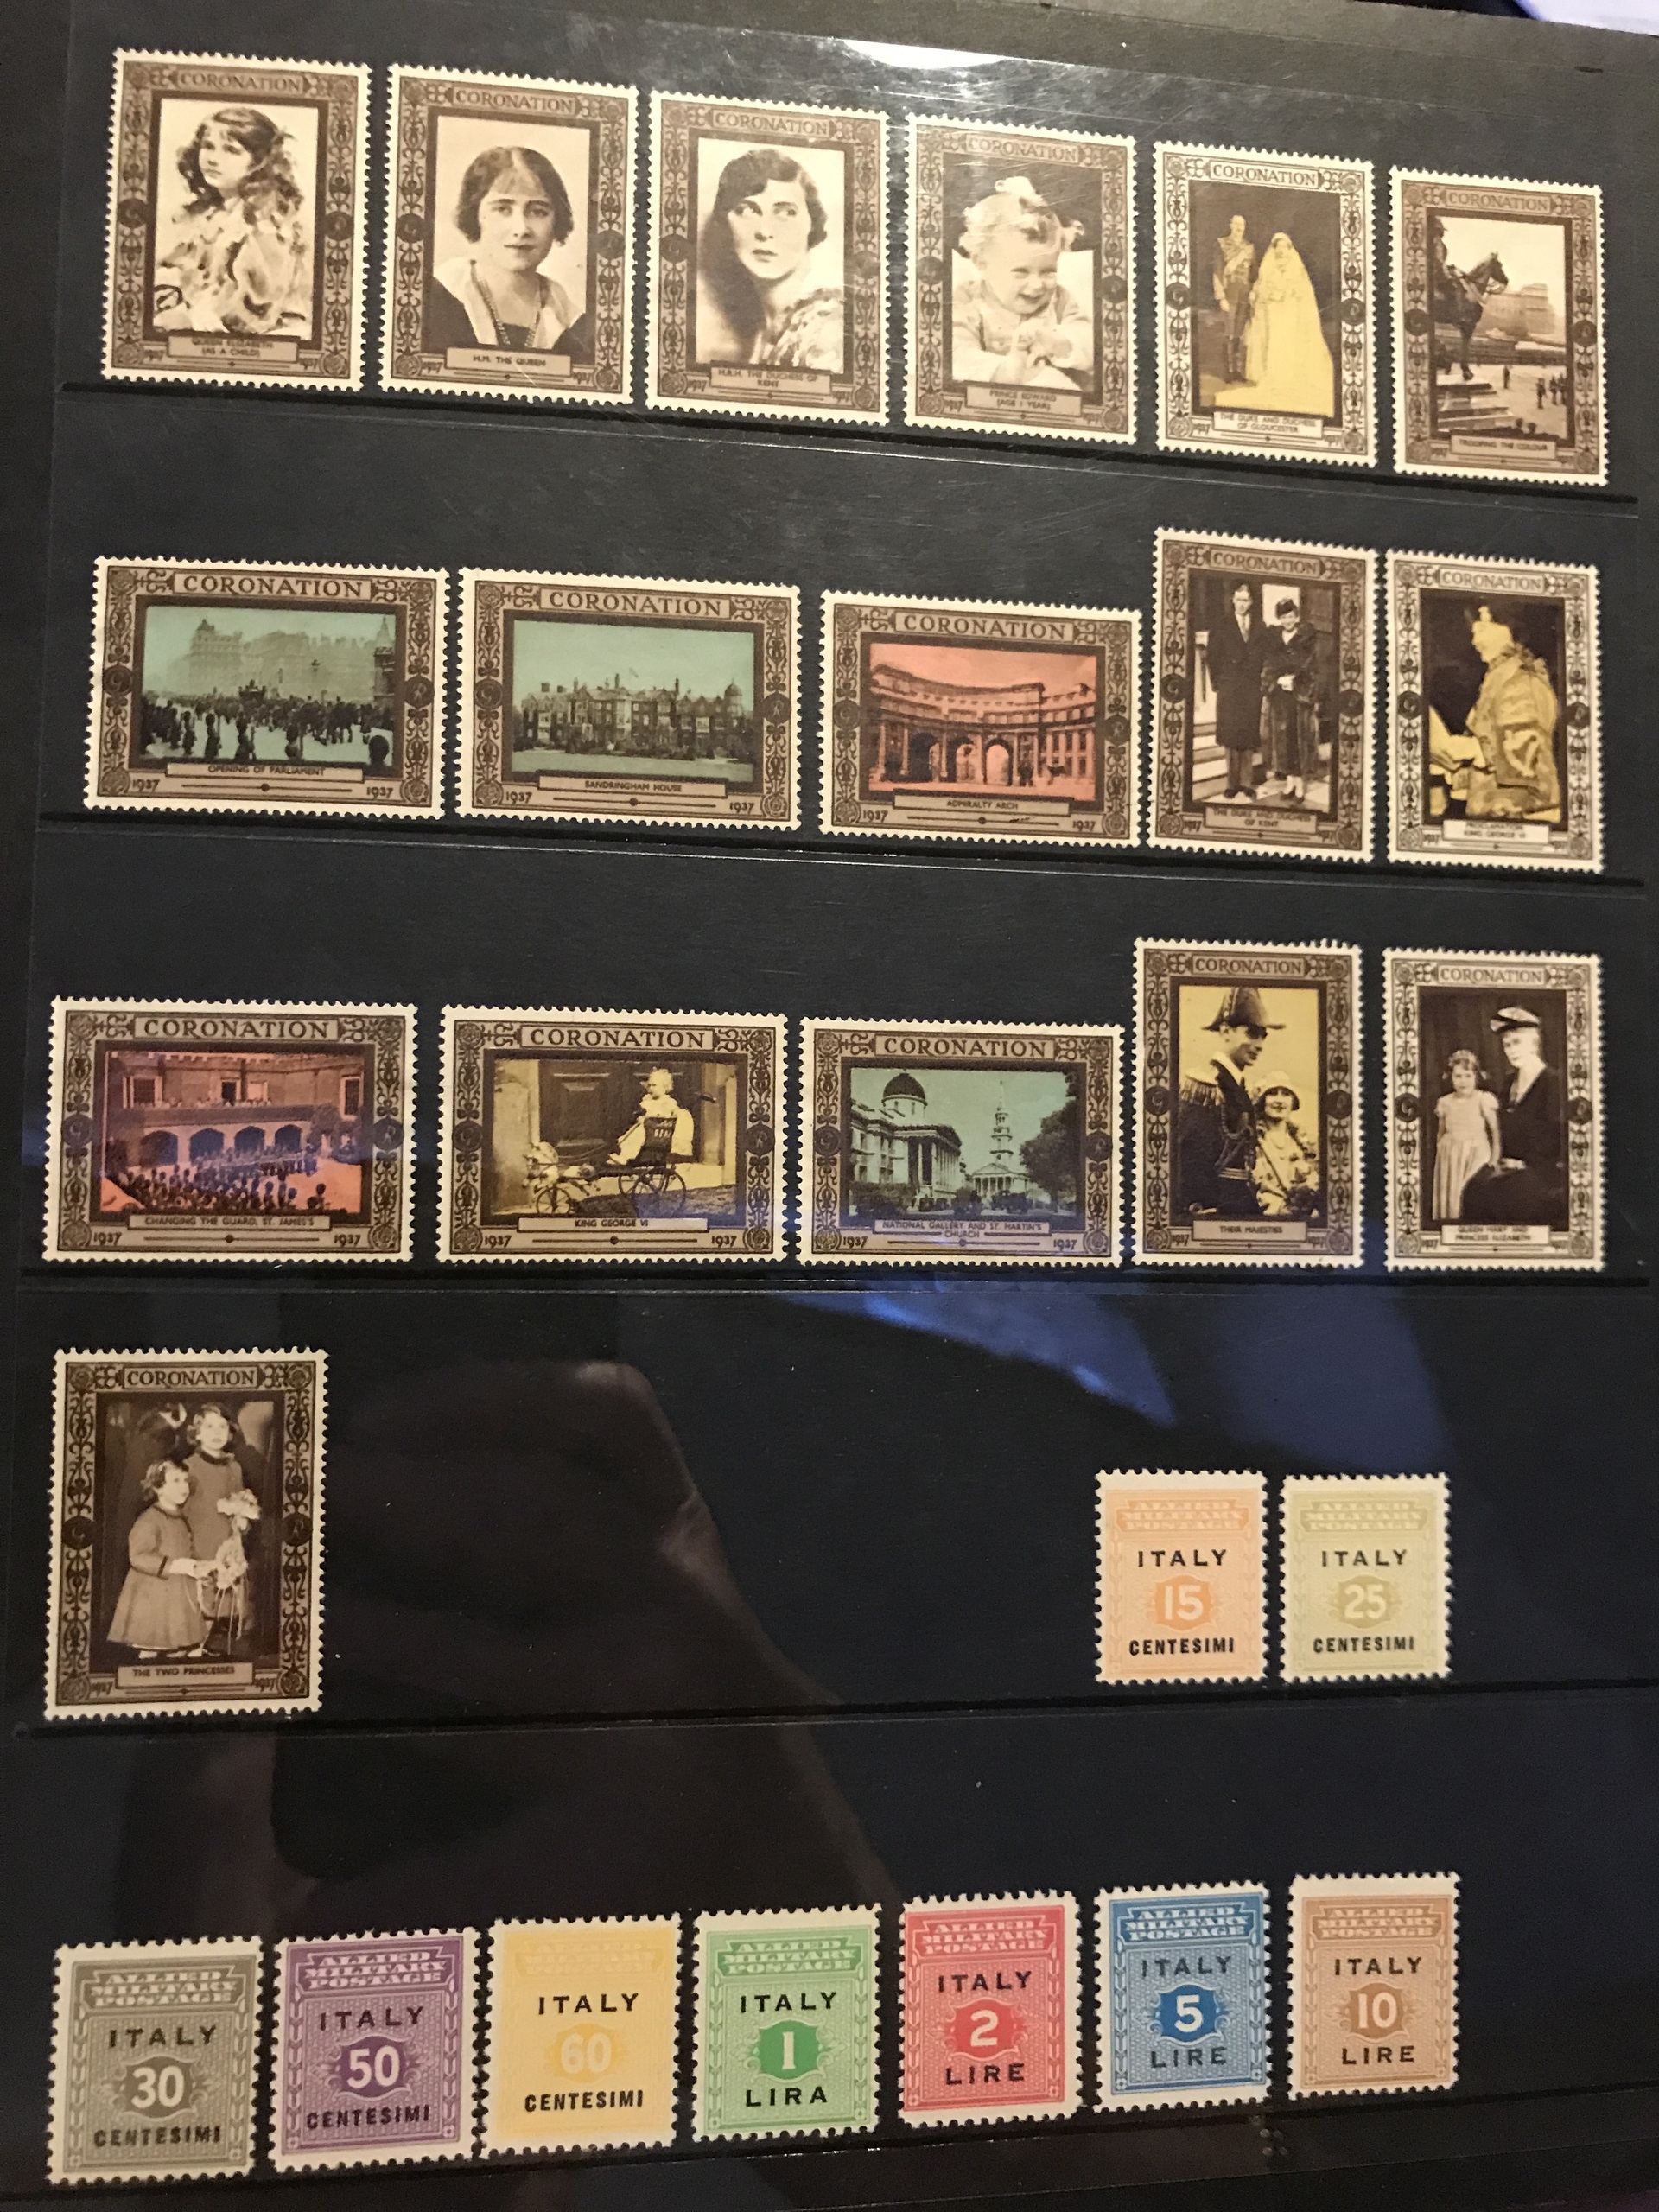 CORONATION
QUEEN ELIZABETH
(AS A CHILD)
1937 1937
CORONATION
H.M. THE QUEEN
1937 1937
CORONATION
H.R.H. THE DUCHESS OF
KENT
1937 1937
CORONATION
PRINCE EDWARD
(AGE 1 YEAR)
CORONATION
THE DUKE AND DUCHESS
OF GLOUCESTER
1937 1937
CORONATION
TROOPING THE COLOUR
1937 1937
CORONATION
OPENING OF PARLIAMENT
1937 1937
CORONATION
SANDRINGHAM HOUSE
1937 1937
CORONATION
ADMIRALTY ARCH
1937 1937
CORONATION
THE DUKE AND DUCHESS
OF KENT
1937 1937
CORONATION
PROCLAMATION
KING GEORGE VI
1937 1937
CORONATION
CHANGING THE GUARD, ST. JAMES'S
1937 1937
CORONATION
KING GEORGE VI
1937 1937
CORONATION
NATIONAL GALLERY AND ST. MARTIN'S
CHURCH
1937 1937
CORONATION
THEIR MAJESTIES
1937 1937
CORONATION
QUEEN MARY AND
PRINCESS ELIZABETH
1937 1937
CORONATION
THE TWO PRINCESSES
1937 1937
ALLIED
MILITARY
POSTAGE
ITALY
15
CENTESIMI
ALLIED
MILITARY
POSTAGE
ITALY
25
CENTESIMI
ALLIED
MILITARY
POSTAGE
ITALY
30
CENTESIMI
ALLIED
MILITARY
POSTAGE
ITALY
50
CENTESIMI
ALLIED
MILITARY
POSTAGE
ITALY
60
CENTESIMI
ALLIED
MILITARY
POSTAGE
ITALY
1
LIRA
ALLIED
MILITARY
POSTAGE
ITALY
2
LIRE
ALLIED
MILITARY
POSTAGE
ITALY
5
LIRE
ALLIED
MILITARY
POSTAGE
ITALY
10
LIRE